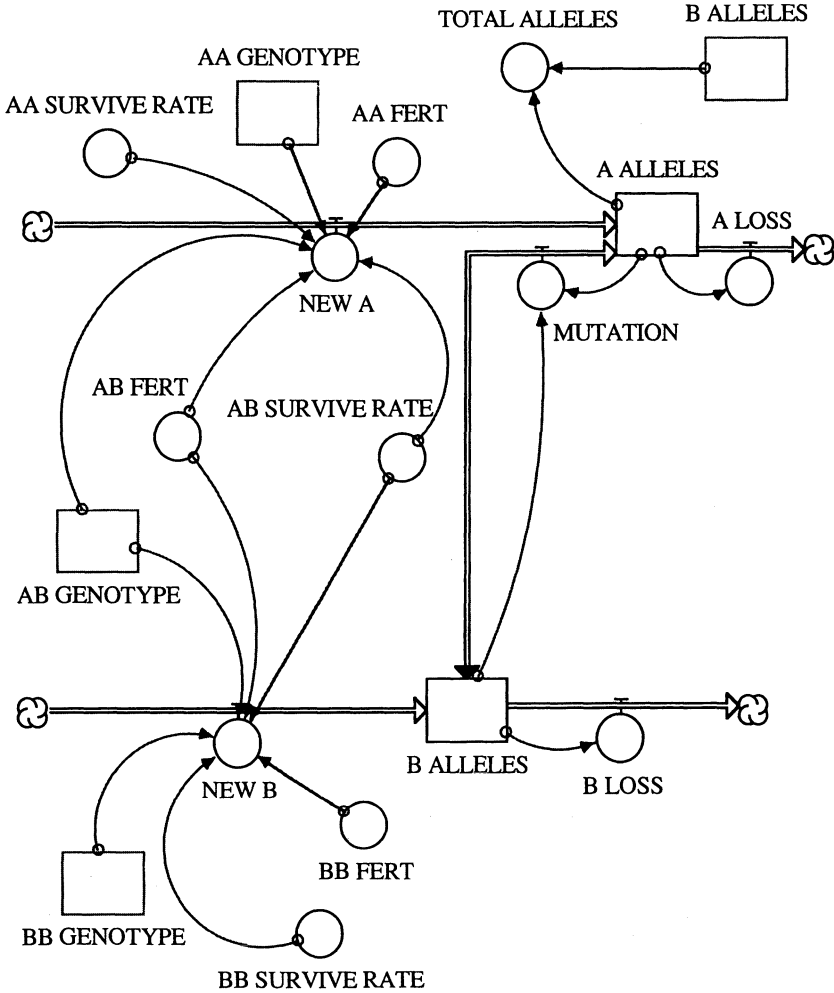 TOTAL ALLELES
B ALLELES
AA GENOTYPE
AA SURVIVE RATE
AA FERT
A ALLELES
A LOSS
NEW A
MUTATION
AB FERT
AB SURVIVE RATE
AB GENOTYPE
B ALLELES
NEW B
B LOSS
BB FERT
BB GENOTYPE
BB SURVIVE RATE